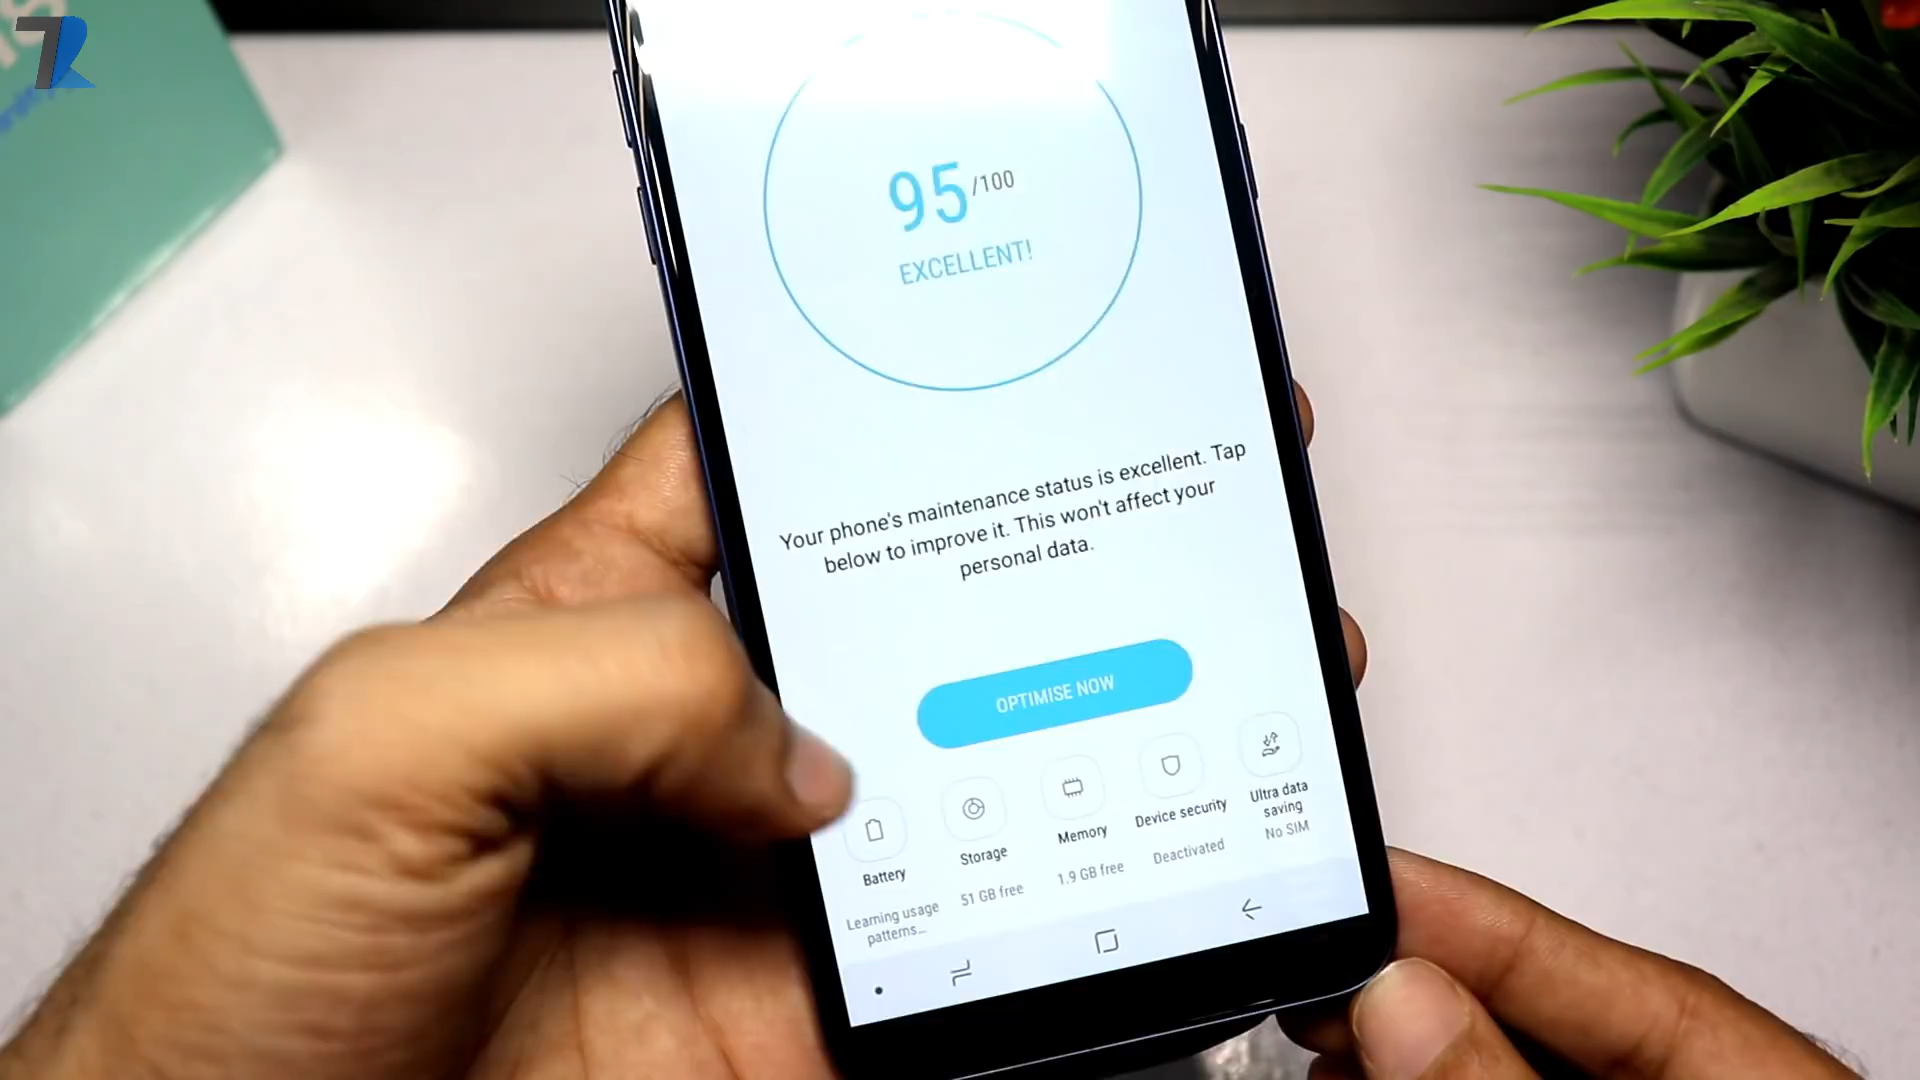 7R
95/100
EXCELLENT!
Your phone's maintenance status is excellent. Tap
below to improve it. This won't affect your
personal data.
OPTIMISE NOW
Battery
Learning usage
patterns...
Storage
51 GB free
Memory
1.9 GB free
Device security
Deactivated
Ultra data
saving
No SIM